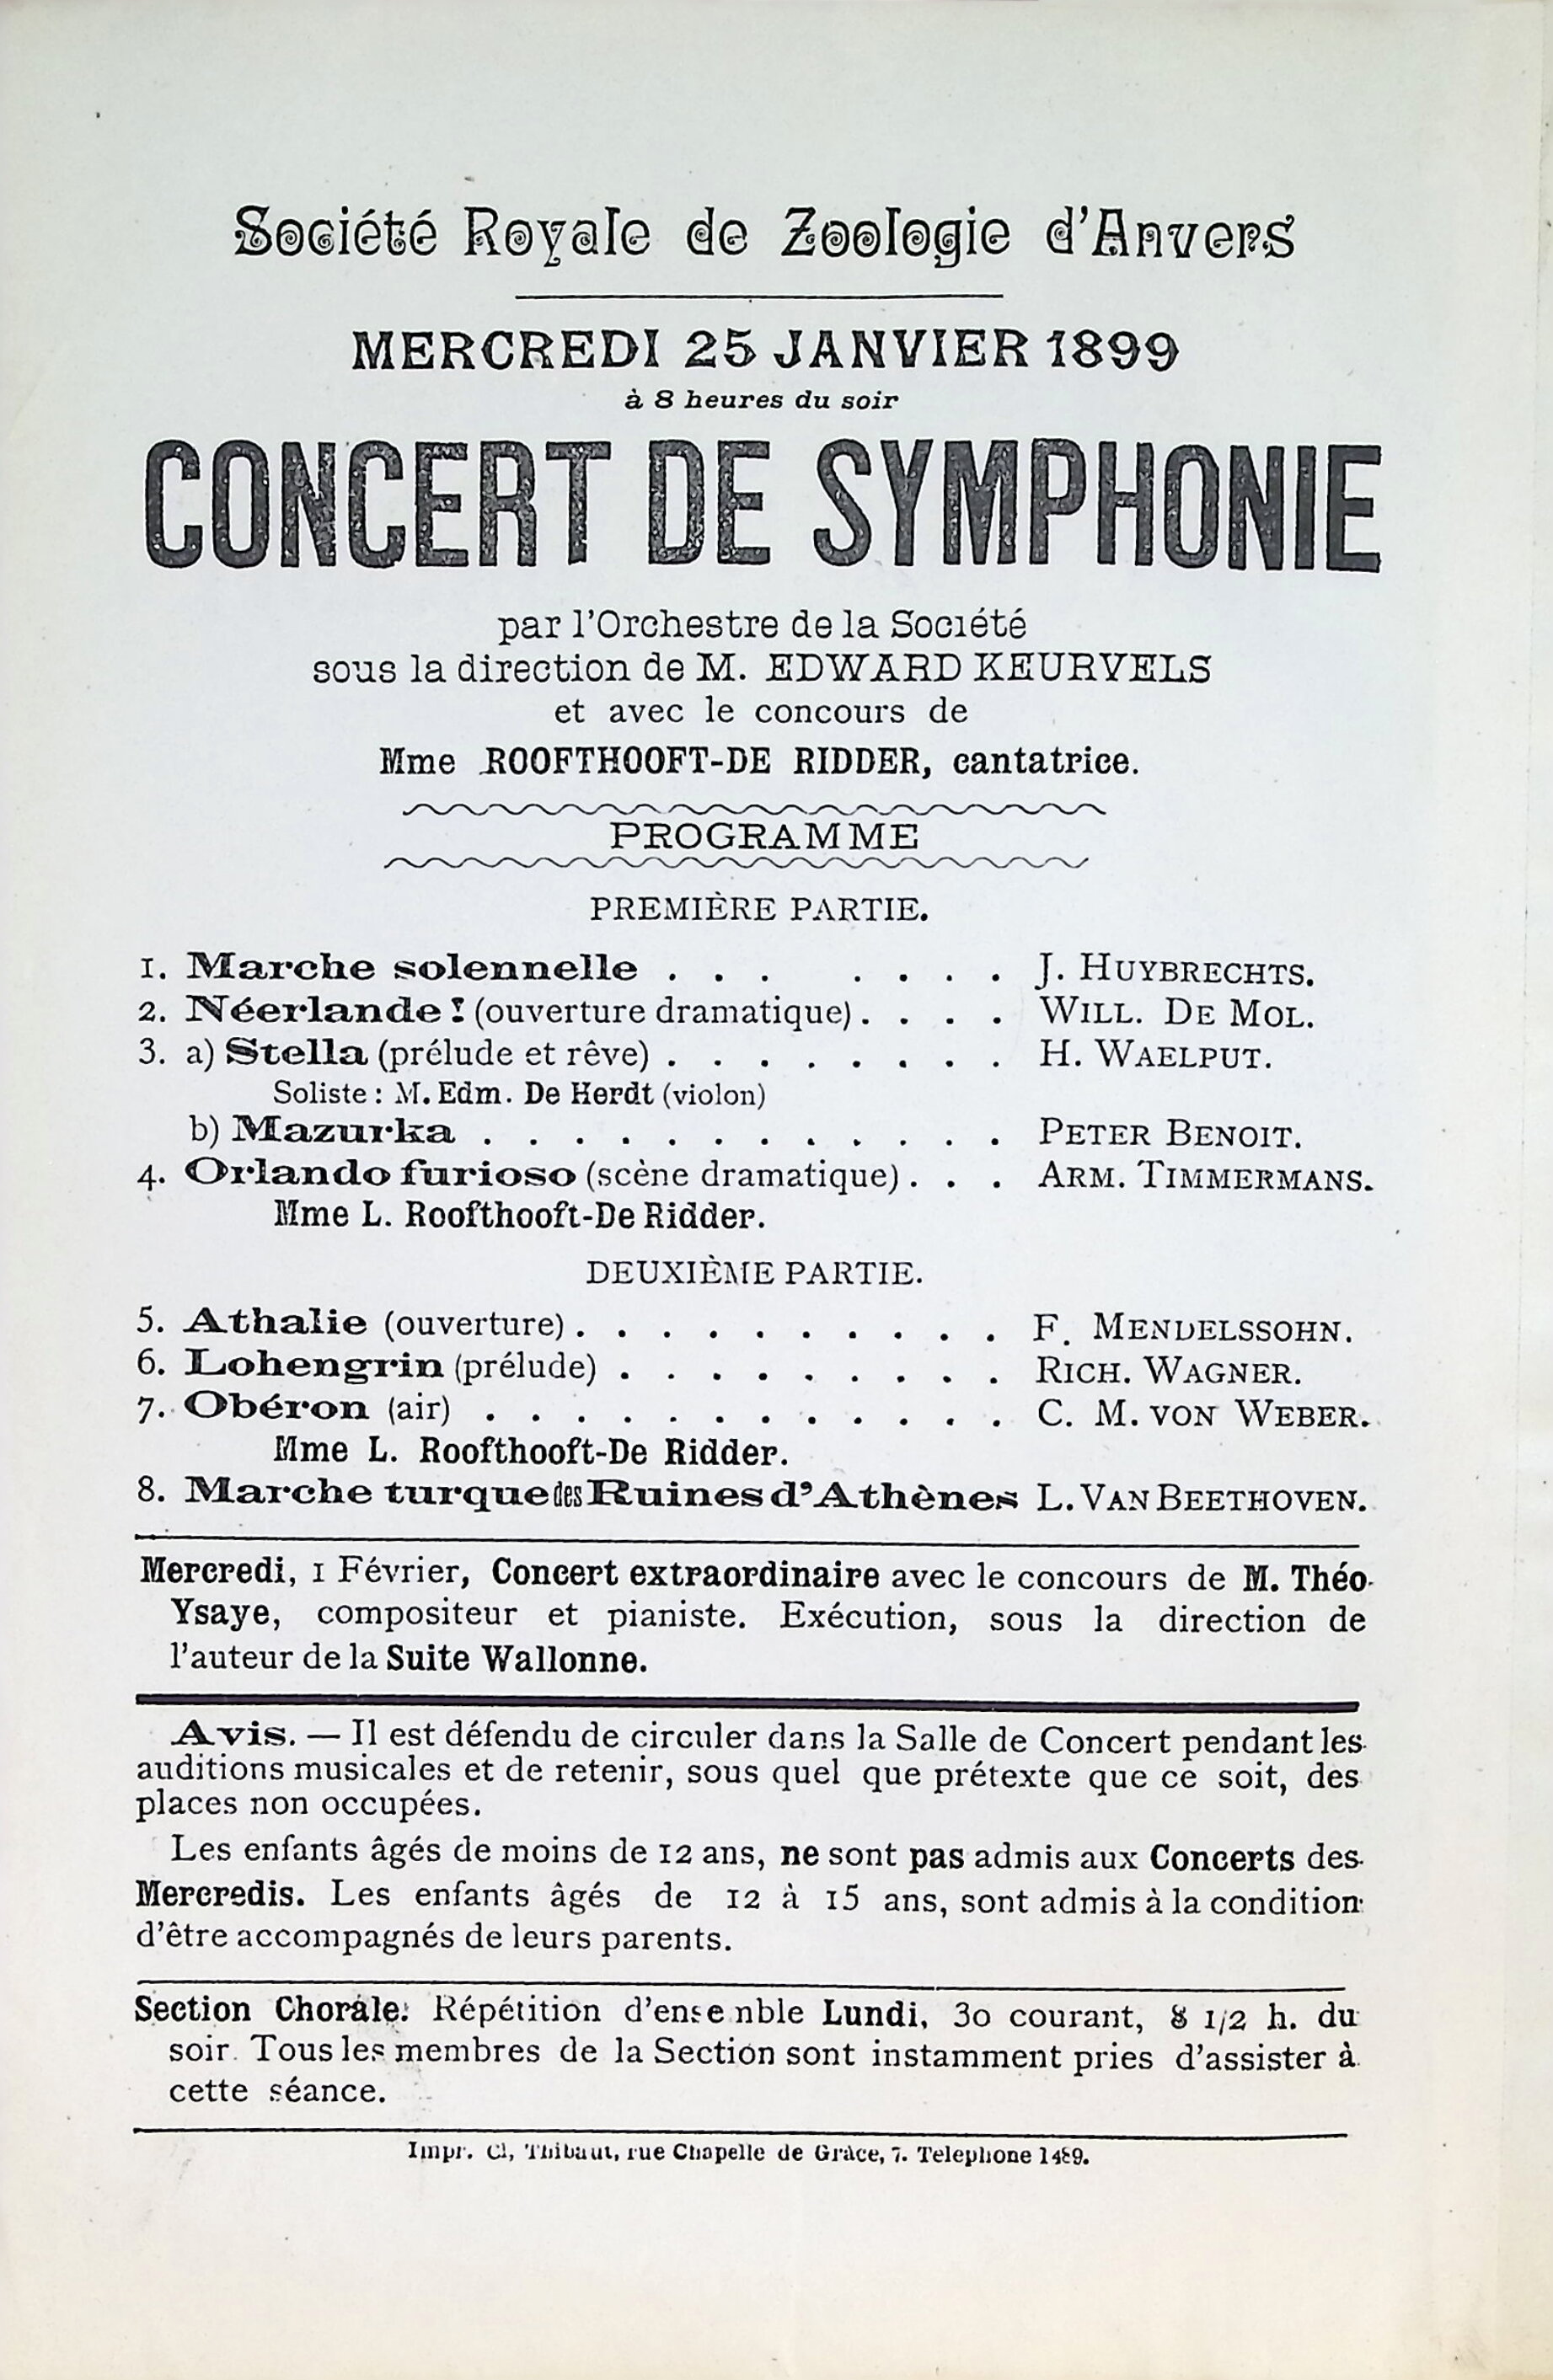 Société Royale de Zoologie d'Anvers
MERCREDI 25 JANVIER 1899
à 8 heures du soir
CONCERT DE SYMPHONIE
par l'Orchestre de la Société
sous la direction de M. EDWARD KEURVELS
et avec le concours de
Mme ROOFTHOOFT-DE RIDDER, cantatrice.
PROGRAMME
PREMIÈRE PARTIE.
1. Marche solennelle . . . . . . . J. HUYBRECHTS.
2. Néerlande ! (ouverture dramatique) . . . . WILL. DE MOL.
3. a) Stella (prélude et rêve) . . . . . . . . H. WAELPUT.
Soliste : M. Edm. De Herdt (violon)
b) Mazurka . . . . . . . . . . . . PETER BENOIT.
4. Orlando furioso (scène dramatique) . . . ARM. TIMMERMANS.
Mme L. Roofthooft-De Ridder.
DEUXIÈME PARTIE.
5. Athalie (ouverture) . . . . . . . . . . F. MENDELSSOHN.
6. Lohengrin (prélude) . . . . . . . . . RICH. WAGNER.
7. Obéron (air) . . . . . . . . . . . . C. M. VON WEBER.
Mme L. Roofthooft-De Ridder.
8. Marche turque des Ruines d'Athènes L. VAN BEETHOVEN.
Mercredi, 1 Février, Concert extraordinaire avec le concours de M. Théo
Ysaye, compositeur et pianiste. Exécution, sous la direction de
l'auteur de la Suite Wallonne.
Avis. — Il est défendu de circuler dans la Salle de Concert pendant les
auditions musicales et de retenir, sous quel que prétexte que ce soit, des
places non occupées.
Les enfants âgés de moins de 12 ans, ne sont pas admis aux Concerts des
Mercredis. Les enfants âgés de 12 à 15 ans, sont admis à la condition
d'être accompagnés de leurs parents.
Section Chorale: Répétition d'ensemble Lundi, 30 courant, 8 1/2 h. du
soir. Tous les membres de la Section sont instamment pries d'assister à
cette séance.
Impr. Cl, Thibaut, rue Chapelle de Grâce, 7. Telephone 1489.